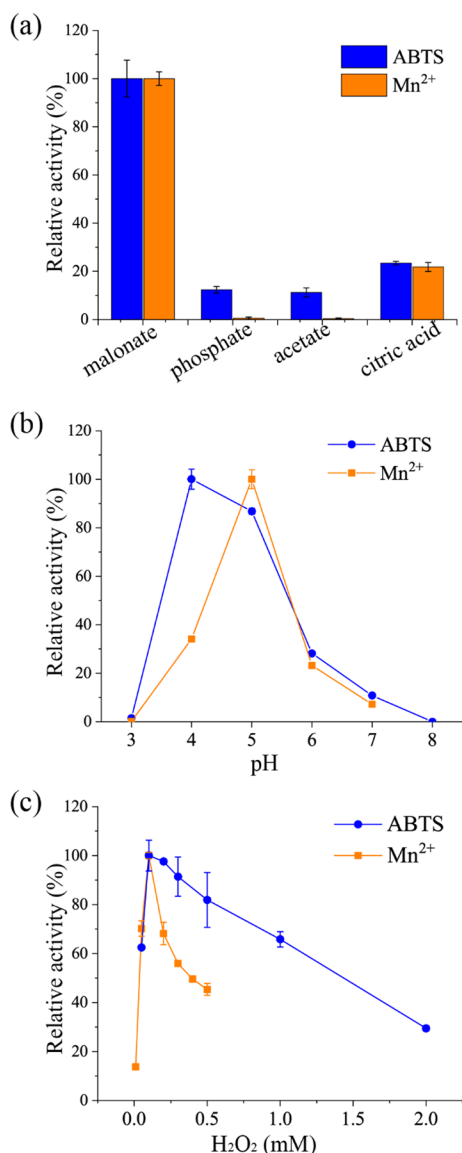 (a)
120
100
80
60
40
20
0
Relative activity (%)
ABTS
Mn²⁺
malonate
phosphate
acetate
citric acid
(b)
120
100
80
60
40
20
0
Relative activity (%)
ABTS
Mn²⁺
3 4 5 6 7 8
pH
(c)
120
100
80
60
40
20
0
Relative activity (%)
ABTS
Mn²⁺
0.0 0.5 1.0 1.5 2.0
H₂O₂ (mM)